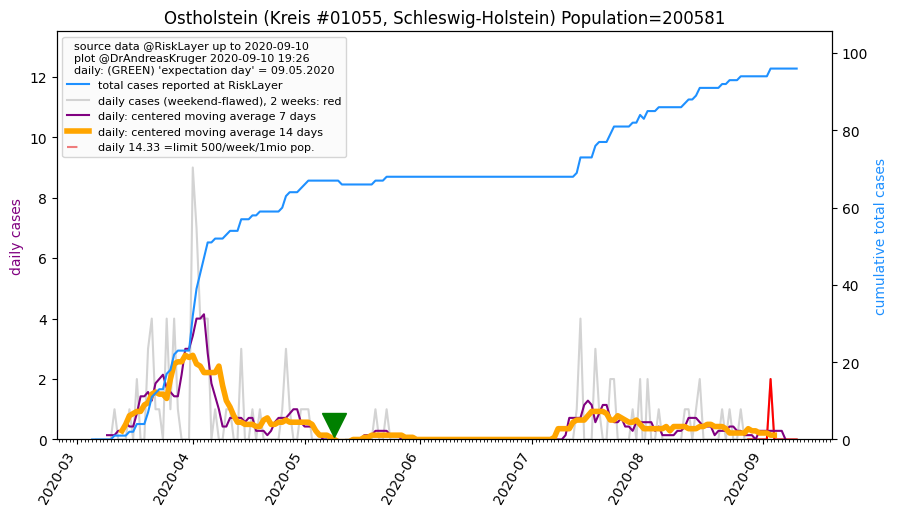 Ostholstein (Kreis #01055, Schleswig-Holstein) Population=200581
source data @RiskLayer up to 2020-09-10
plot @DrAndreasKruger 2020-09-10 19:26
daily: (GREEN) 'expectation day' = 09.05.2020
total cases reported at RiskLayer
daily cases (weekend-flawed), 2 weeks: red
daily: centered moving average 7 days
daily: centered moving average 14 days
daily 14.33 =limit 500/week/1mio pop.
daily cases
12
10
8
6
4
2
0
cumulative total cases
100
80
60
40
20
0
2020-03
2020-04
2020-05
2020-06
2020-07
2020-08
2020-09